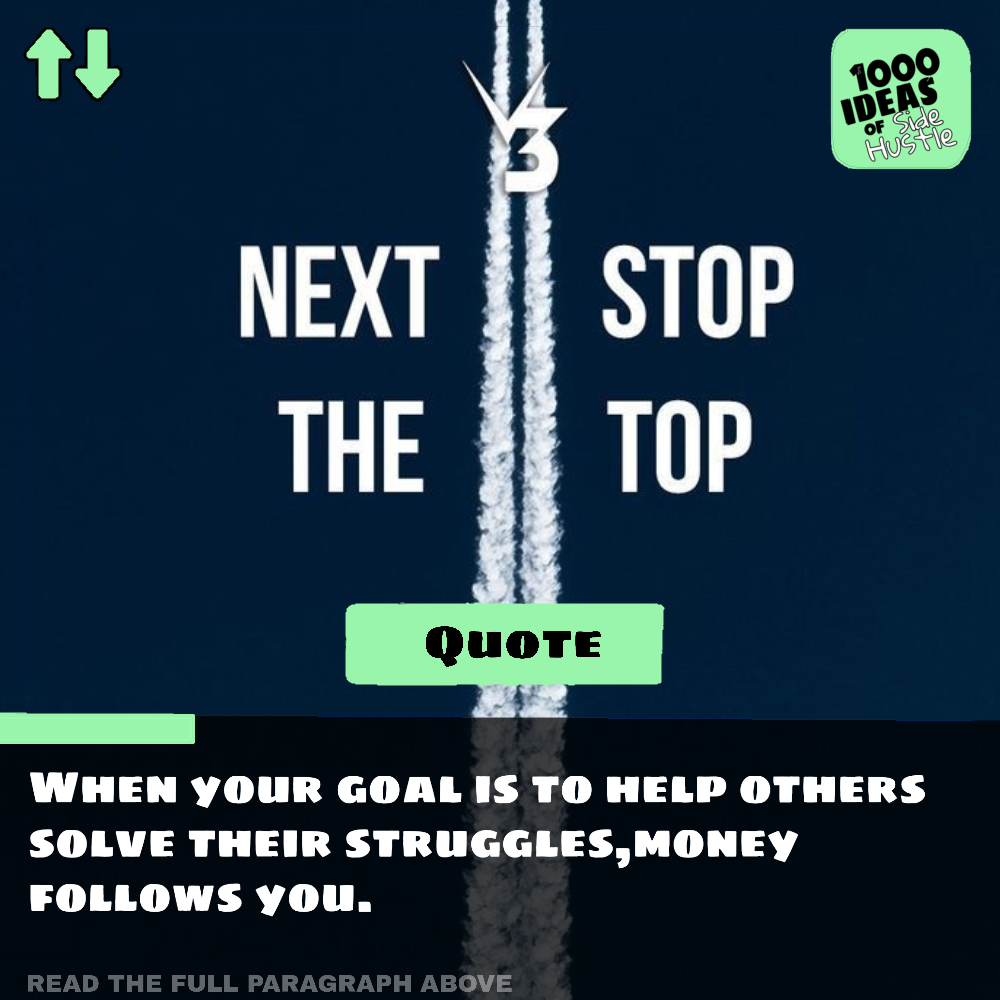 1000
IDEAS
OF Side
Hustle
V3
NEXT STOP
THE TOP
QUOTE
WHEN YOUR GOAL IS TO HELP OTHERS
SOLVE THEIR STRUGGLES,MONEY
FOLLOWS YOU.
READ THE FULL PARAGRAPH ABOVE